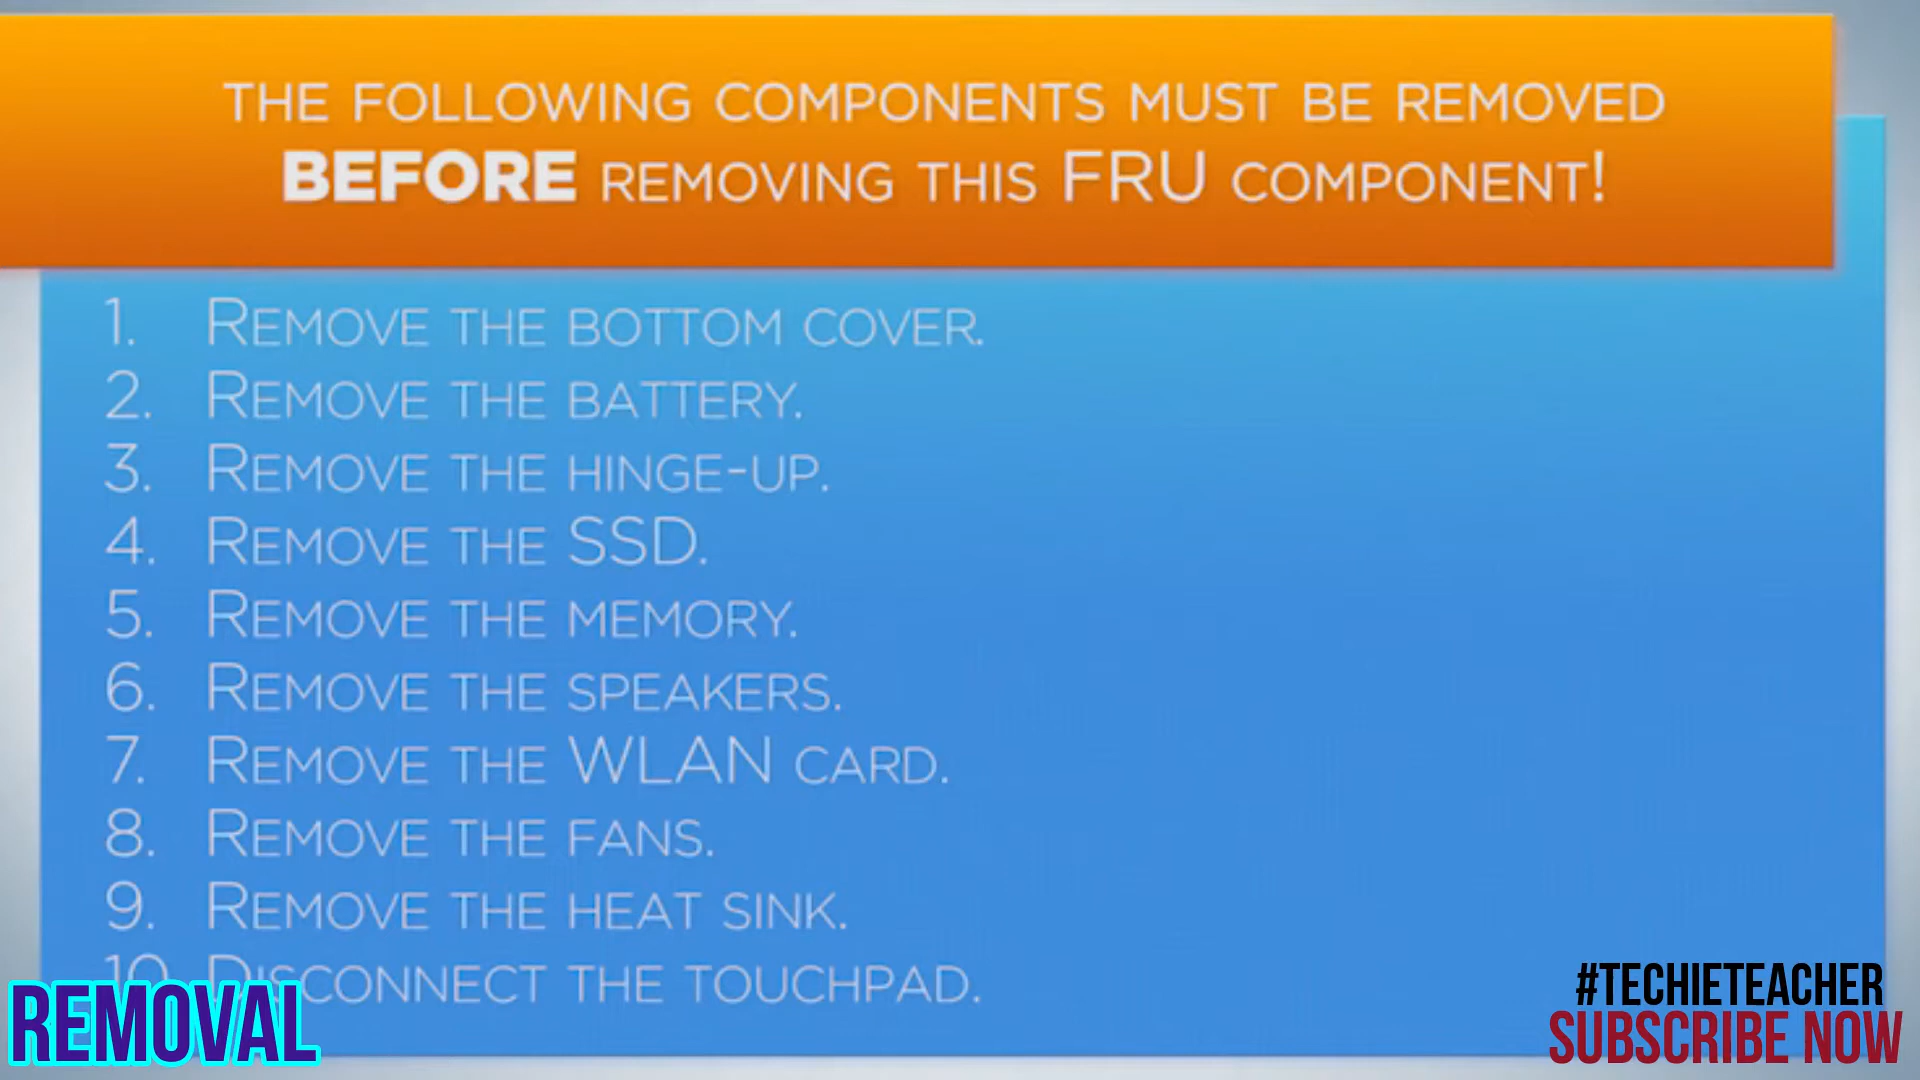 THE FOLLOWING COMPONENTS MUST BE REMOVED
BEFORE REMOVING THIS FRU COMPONENT!
1. REMOVE THE BOTTOM COVER.
2. REMOVE THE BATTERY.
3. REMOVE THE HINGE-UP.
4. REMOVE THE SSD.
5. REMOVE THE MEMORY.
6. REMOVE THE SPEAKERS.
7. REMOVE THE WLAN CARD.
8. REMOVE THE FANS.
9. REMOVE THE HEAT SINK.
10. DISCONNECT THE TOUCHPAD.
REMOVAL
#TECHIETEACHER
SUBSCRIBE NOW